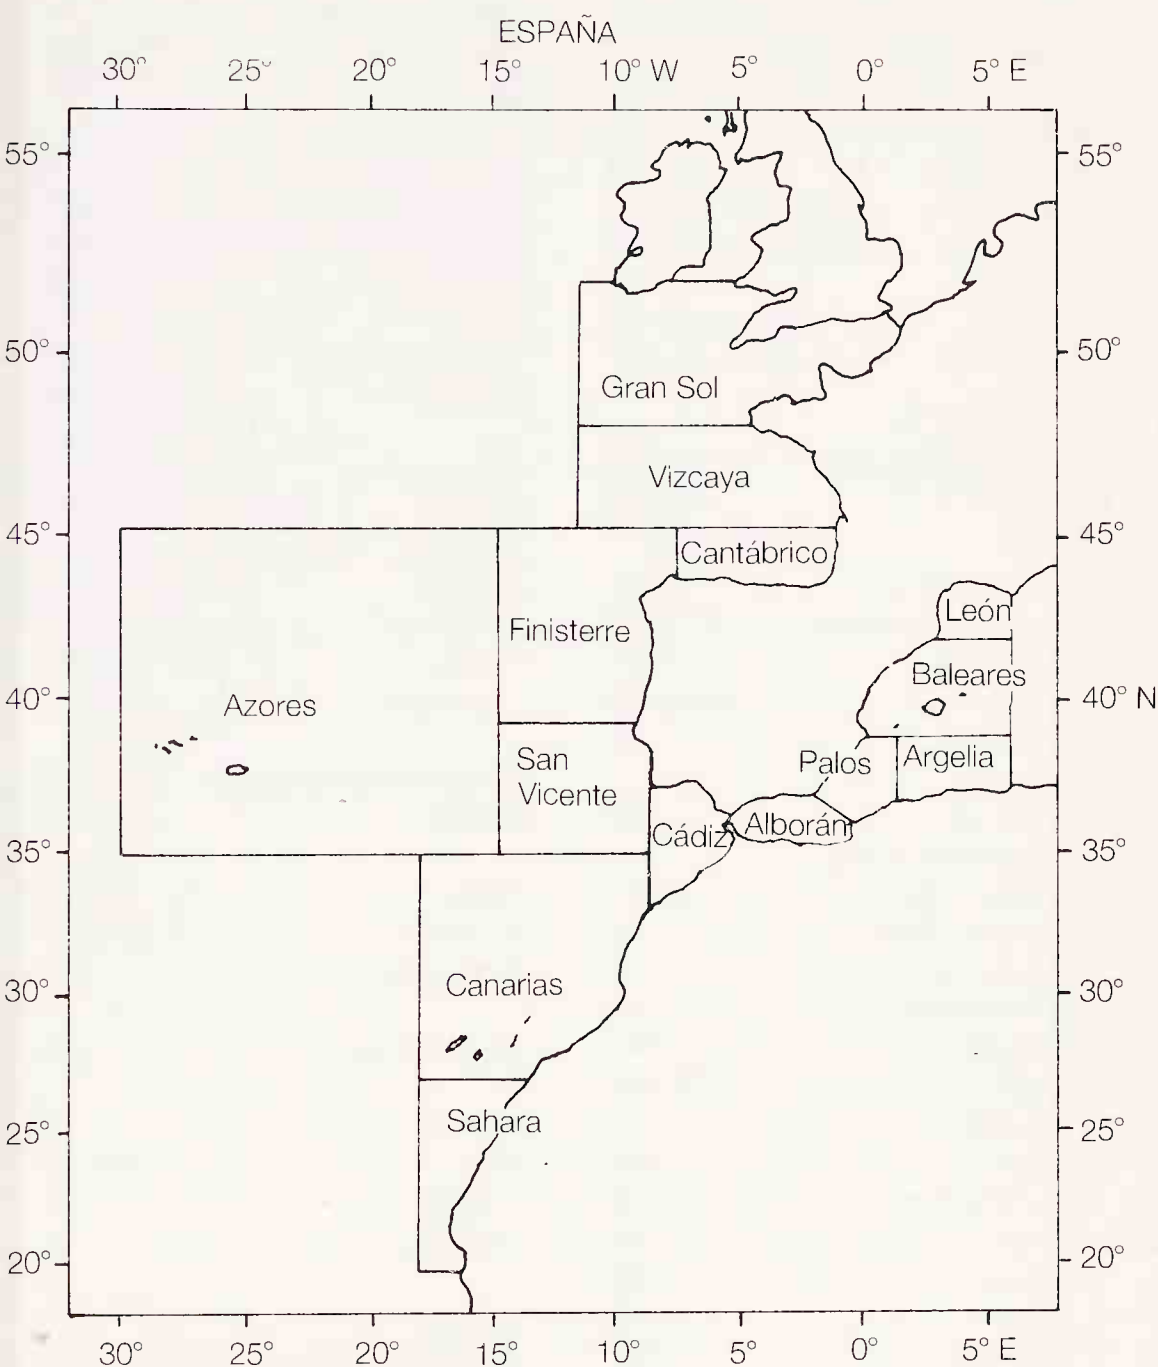 ESPAÑA
30° 25° 20° 15° 10° W 5° 0° 5° E
55° 55°
50° 50°
Gran Sol
Vizcaya
45° 45°
Cantábrico
León
Finisterre
Baleares
40° 40° N
Azores
Palos Argelia
San
Vicente
Cádiz Alborán
35° 35°
Canarias
30° 30°
Sahara
25° 25°
20° 20°
30° 25° 20° 15° 10° 5° 0° 5° E